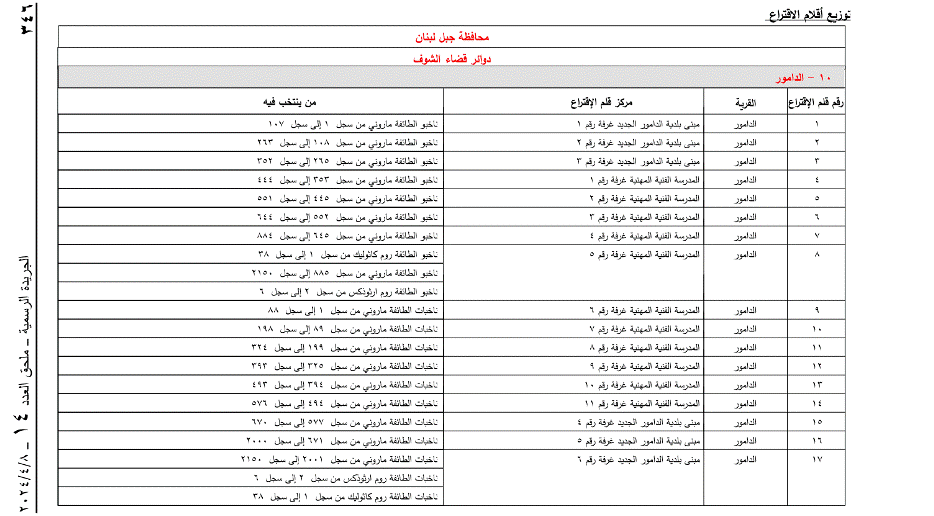 توزيع أقلام الاقتراع
محافظة جبل لبنان
دوائر قضاء الشوف
١٠ - الدامور
رقم قلم الإقتراع القرية مركز قلم الإقتراع من ينتخب فيه
١ الدامور مبنى بلدية الدامور الجديد غرفة رقم ١ ناخبو الطائفة ماروني من سجل ١ إلى سجل ١٠٧
٢ الدامور مبنى بلدية الدامور الجديد غرفة رقم ٢ ناخبو الطائفة ماروني من سجل ١٠٨ إلى سجل ٢٦٣
٣ الدامور مبنى بلدية الدامور الجديد غرفة رقم ٣ ناخبو الطائفة ماروني من سجل ٢٦٥ إلى سجل ٣٥٢
٤ الدامور المدرسة الفنية المهنية غرفة رقم ١ ناخبو الطائفة ماروني من سجل ٣٥٣ إلى سجل ٤٤٤
٥ الدامور المدرسة الفنية المهنية غرفة رقم ٢ ناخبو الطائفة ماروني من سجل ٤٤٥ إلى سجل ٥٥١
٦ الدامور المدرسة الفنية المهنية غرفة رقم ٣ ناخبو الطائفة ماروني من سجل ٥٥٢ إلى سجل ٦٤٤
٧ الدامور المدرسة الفنية المهنية غرفة رقم ٤ ناخبو الطائفة ماروني من سجل ٦٤٥ إلى سجل ٨٨٤
٨ الدامور المدرسة الفنية المهنية غرفة رقم ٥ ناخبو الطائفة روم كاثوليك من سجل ١ إلى سجل ٣٨
ناخبو الطائفة ماروني من سجل ٨٨٥ إلى سجل ٢١٥٠
ناخبو الطائفة روم ارثوذكس من سجل ٢ إلى سجل ٦
٩ الدامور المدرسة الفنية المهنية غرفة رقم ٦ ناخبات الطائفة ماروني من سجل ١ إلى سجل ٨٨
١٠ الدامور المدرسة الفنية المهنية غرفة رقم ٧ ناخبات الطائفة ماروني من سجل ٨٩ إلى سجل ١٩٨
١١ الدامور المدرسة الفنية المهنية غرفة رقم ٨ ناخبات الطائفة ماروني من سجل ١٩٩ إلى سجل ٣٢٤
١٢ الدامور المدرسة الفنية المهنية غرفة رقم ٩ ناخبات الطائفة ماروني من سجل ٣٢٥ إلى سجل ٣٩٣
١٣ الدامور المدرسة الفنية المهنية غرفة رقم ١٠ ناخبات الطائفة ماروني من سجل ٣٩٤ إلى سجل ٤٩٣
١٤ الدامور المدرسة الفنية المهنية غرفة رقم ١١ ناخبات الطائفة ماروني من سجل ٤٩٤ إلى سجل ٥٧٦
١٥ الدامور مبنى بلدية الدامور الجديد غرفة رقم ٤ ناخبات الطائفة ماروني من سجل ٥٧٧ إلى سجل ٦٧٠
١٦ الدامور مبنى بلدية الدامور الجديد غرفة رقم ٥ ناخبات الطائفة ماروني من سجل ٦٧١ إلى سجل ٢٠٠٠
١٧ الدامور مبنى بلدية الدامور الجديد غرفة رقم ٦ ناخبات الطائفة ماروني من سجل ٢٠٠١ إلى سجل ٢١٥٠
ناخبات الطائفة روم ارثوذكس من سجل ٢ إلى سجل ٦
ناخبات الطائفة روم كاثوليك من سجل ١ إلى سجل ٣٨
٣٤٦
الجريدة الرسمية - ملحق العدد ١٤ - ٢٠٢٤/٤/٨